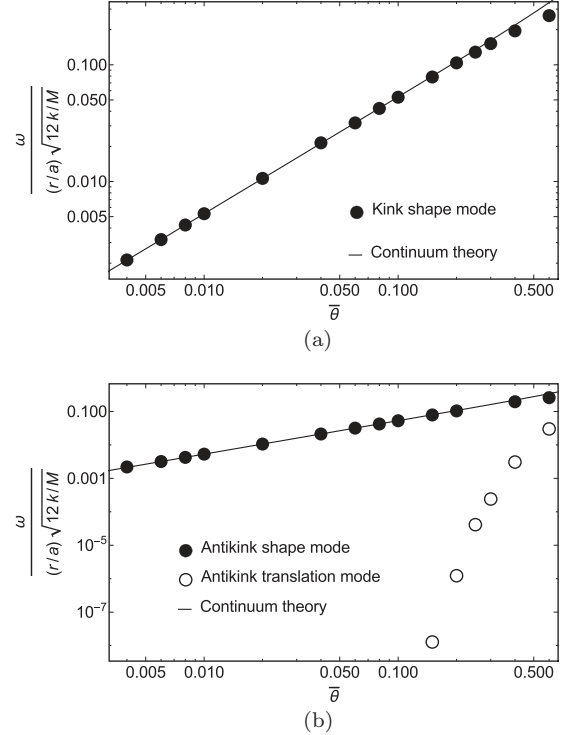 0.100
0.050
0.010
0.005
ω
(r/a) √12 k/M
Kink shape mode
Continuum theory
0.005 0.010 0.050 0.100 0.500
θ̄
(a)
0.100
0.001
10⁻⁵
10⁻⁷
ω
(r/a) √12 k/M
Antikink shape mode
Antikink translation mode
Continuum theory
0.005 0.010 0.050 0.100 0.500
θ̄
(b)